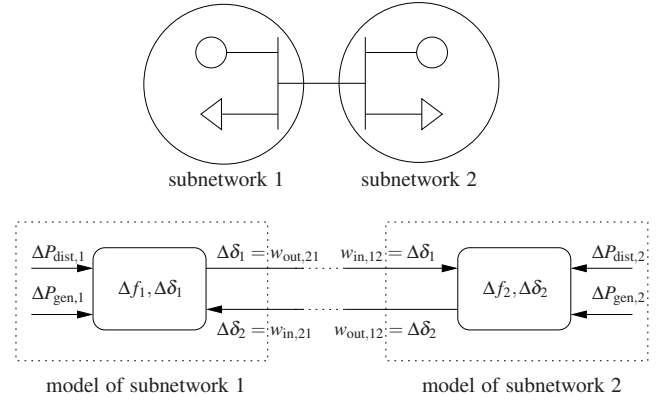 subnetwork 1 subnetwork 2
ΔP_dist,1 Δδ_1 = w_out,21 w_in,12 = Δδ_1 ΔP_dist,2
Δf_1, Δδ_1 Δf_2, Δδ_2
ΔP_gen,1 ΔP_gen,2
Δδ_2 = w_in,21 w_out,12 = Δδ_2
model of subnetwork 1 model of subnetwork 2